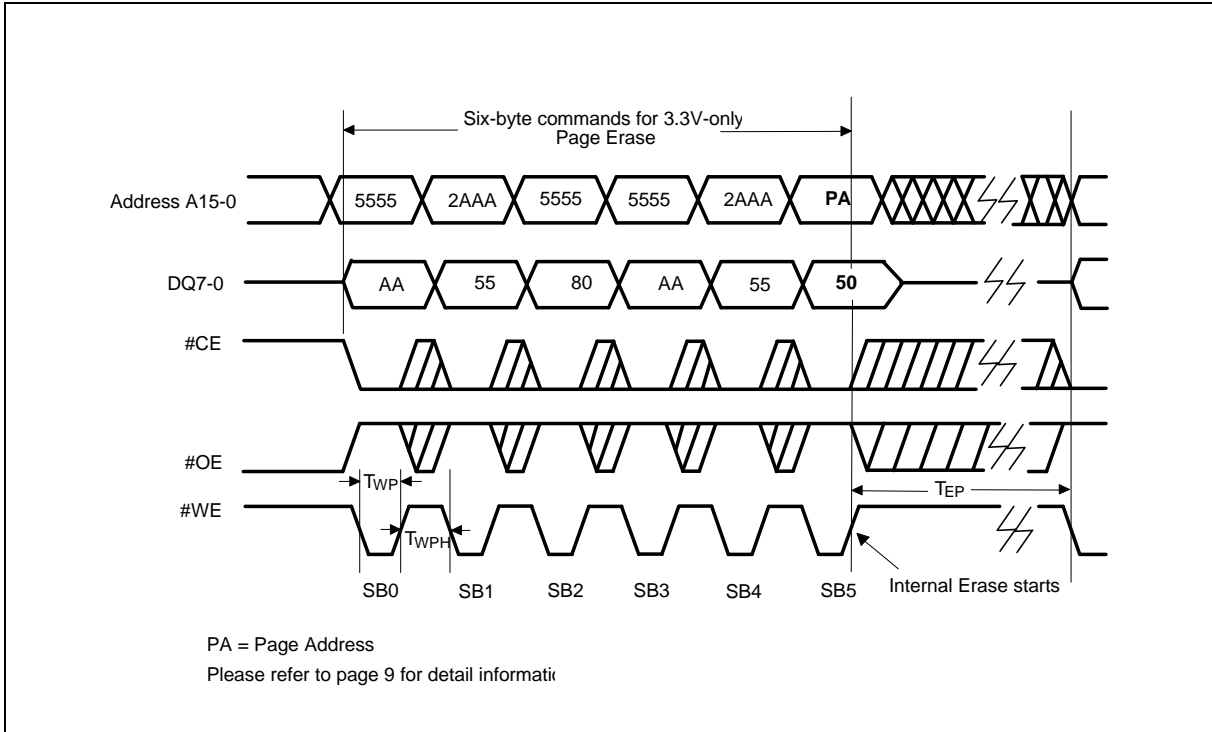 Six-byte commands for 3.3V-only
Page Erase
Address A15-0
5555 2AAA 5555 5555 2AAA PA
DQ7-0
AA 55 80 AA 55 50
#CE
#OE
TWP
TEP
#WE
TWPH
SB0 SB1 SB2 SB3 SB4 SB5
Internal Erase starts
PA = Page Address
Please refer to page 9 for detail informati